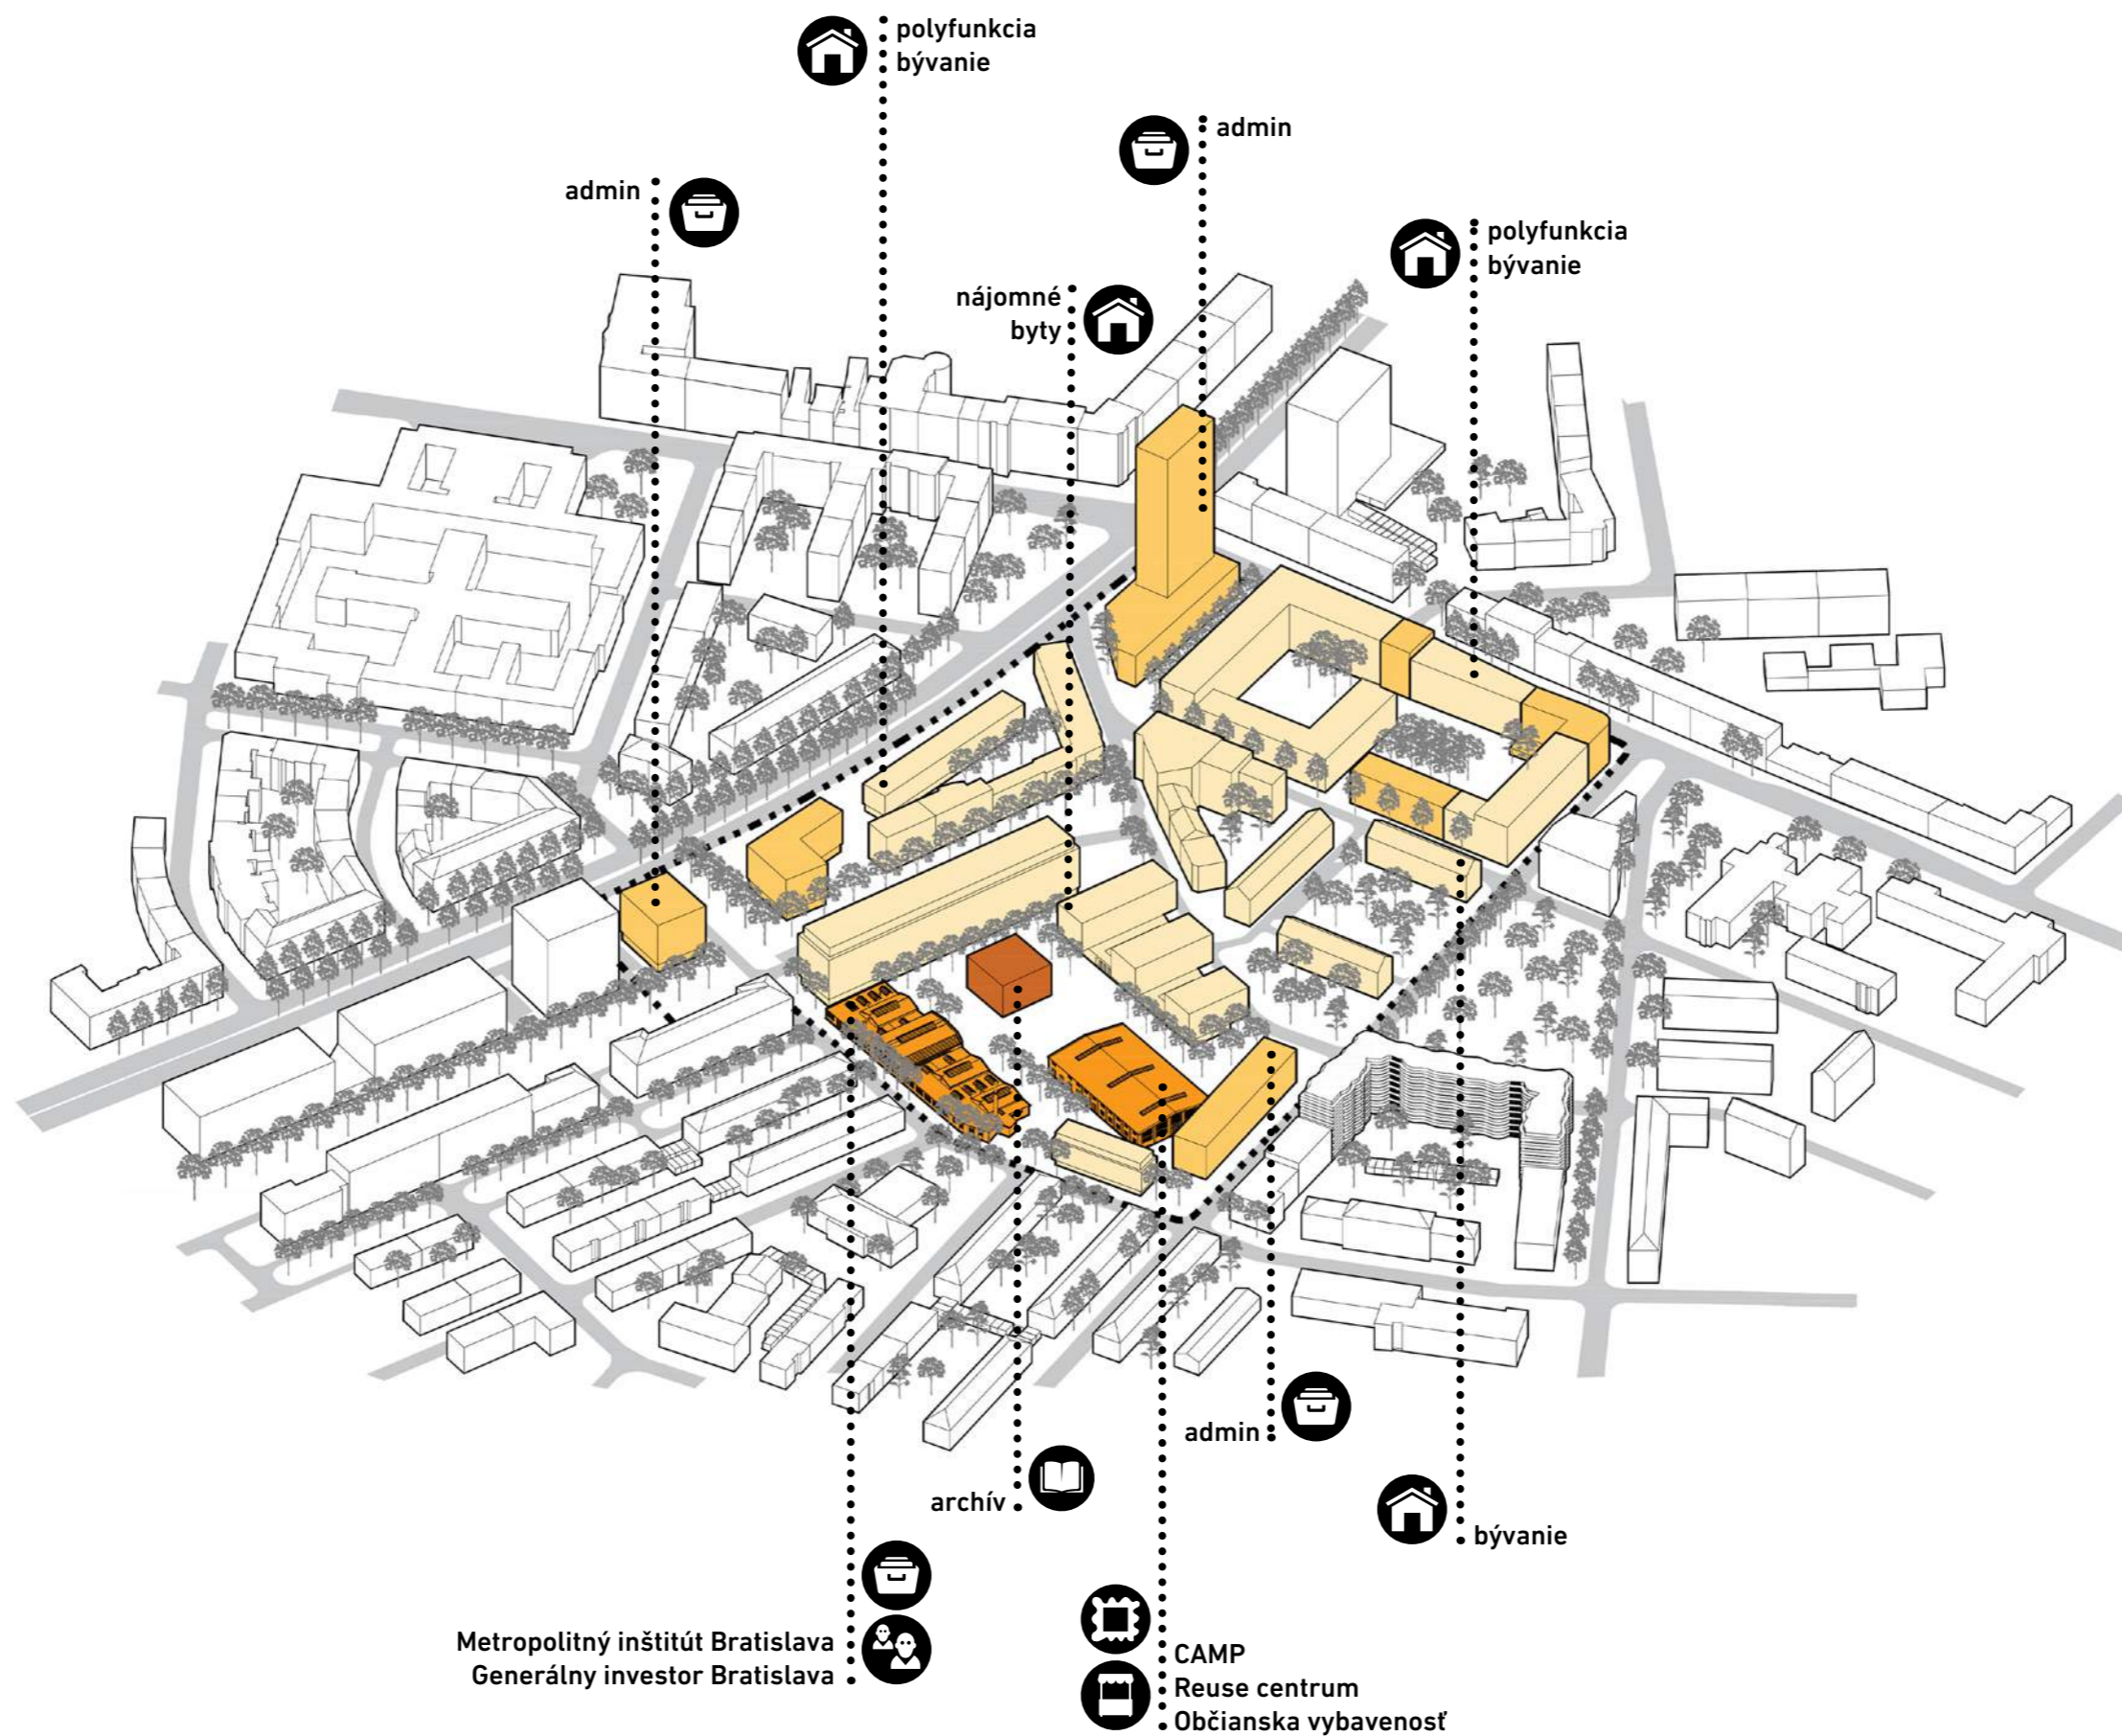 polyfunkcia
bývanie
admin
admin
polyfunkcia
bývanie
nájomné
byty
admin
archív
bývanie
Metropolitný inštitút Bratislava
Generálny investor Bratislava
CAMP
Reuse centrum
Občianska vybavenosť